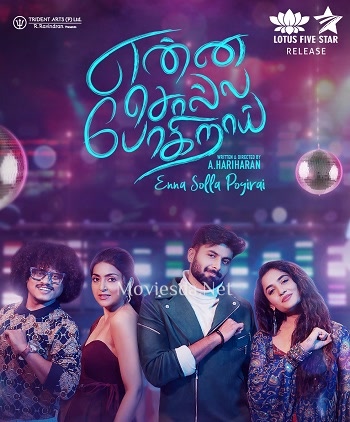 TRIDENT ARTS (P) Ltd.
R. Ravindran Presents
LOTUS FIVE STAR
RELEASE
என்ன
சொல்ல
போகிறாய்
WRITTEN & DIRECTED BY
A.HARIHARAN
Enna Solla Pogirai
Moviesda.Net